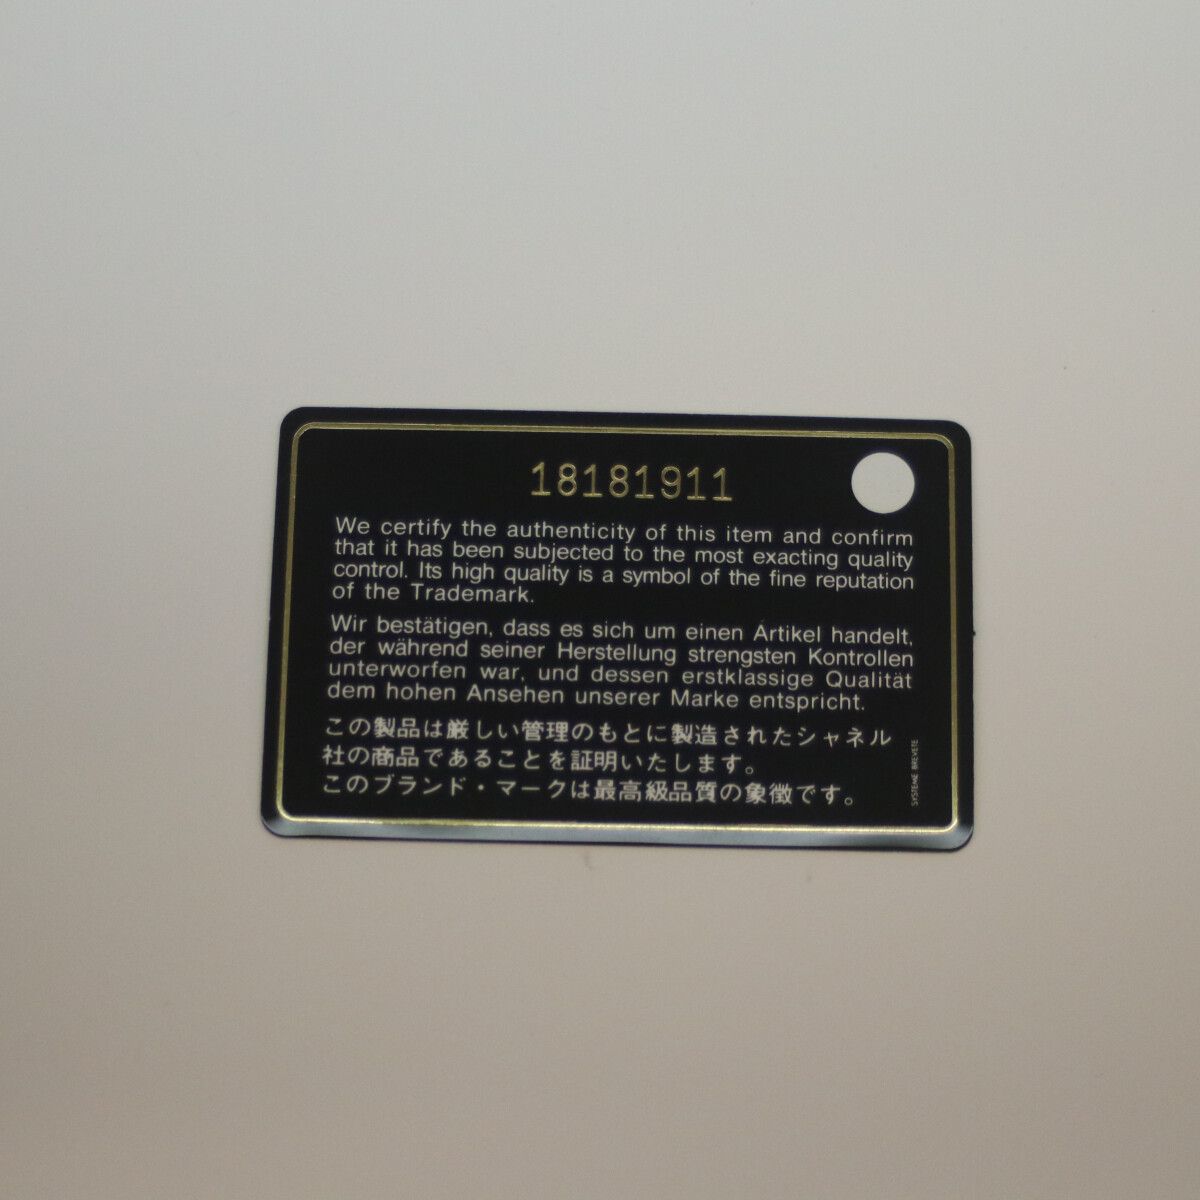 18181911
We certify the authenticity of this item and confirm
that it has been subjected to the most exacting quality
control. Its high quality is a symbol of the fine reputation
of the Trademark.
Wir bestätigen, dass es sich um einen Artikel handelt,
der während seiner Herstellung strengsten Kontrollen
unterworfen war, und dessen erstklassige Qualität
dem hohen Ansehen unserer Marke entspricht.
この製品は厳しい管理のもとに製造されたシャネル
社の商品であることを証明いたします。
このブランド・マークは最高級品質の象徴です。
SYSTEME BREVETE